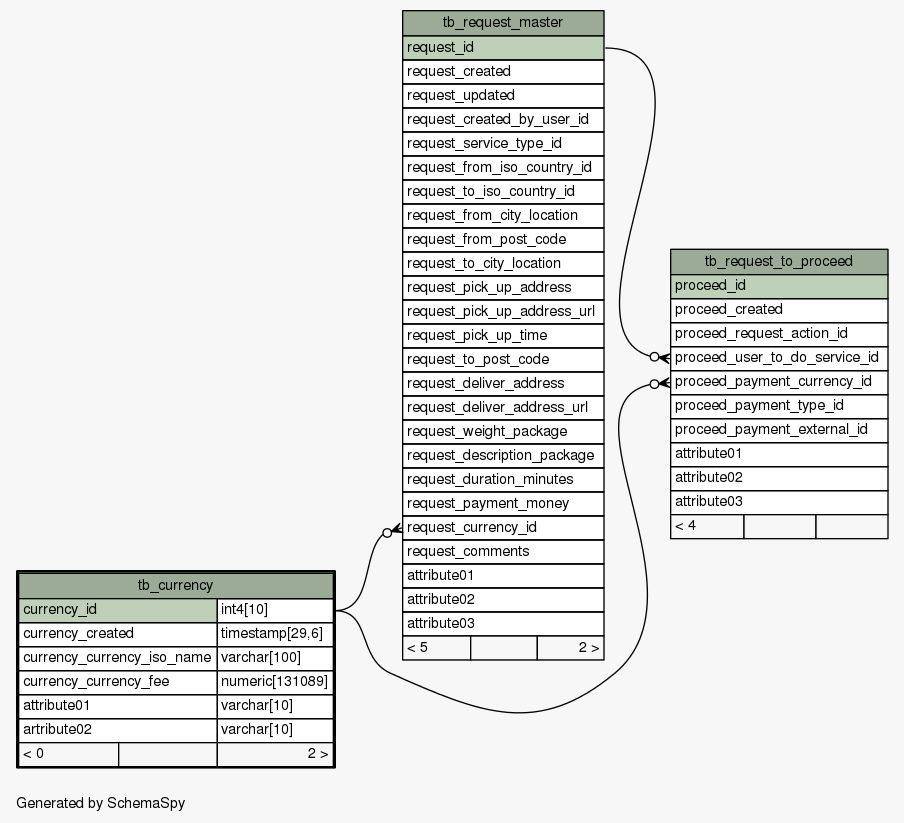 tb_request_master
request_id
request_created
request_updated
request_created_by_user_id
request_service_type_id
request_from_iso_country_id
request_to_iso_country_id
request_from_city_location
request_from_post_code
request_to_city_location
request_pick_up_address
request_pick_up_address_url
request_pick_up_time
request_to_post_code
request_deliver_address
request_deliver_address_url
request_weight_package
request_description_package
request_duration_minutes
request_payment_money
request_currency_id
request_comments
attribute01
attribute02
attribute03
< 5 2 >
tb_request_to_proceed
proceed_id
proceed_created
proceed_request_action_id
proceed_user_to_do_service_id
proceed_payment_currency_id
proceed_payment_type_id
proceed_payment_external_id
attribute01
attribute02
attribute03
< 4
tb_currency
currency_id int4[10]
currency_created timestamp[29,6]
currency_currency_iso_name varchar[100]
currency_currency_fee numeric[131089]
attribute01 varchar[10]
artribute02 varchar[10]
< 0 2 >
Generated by SchemaSpy